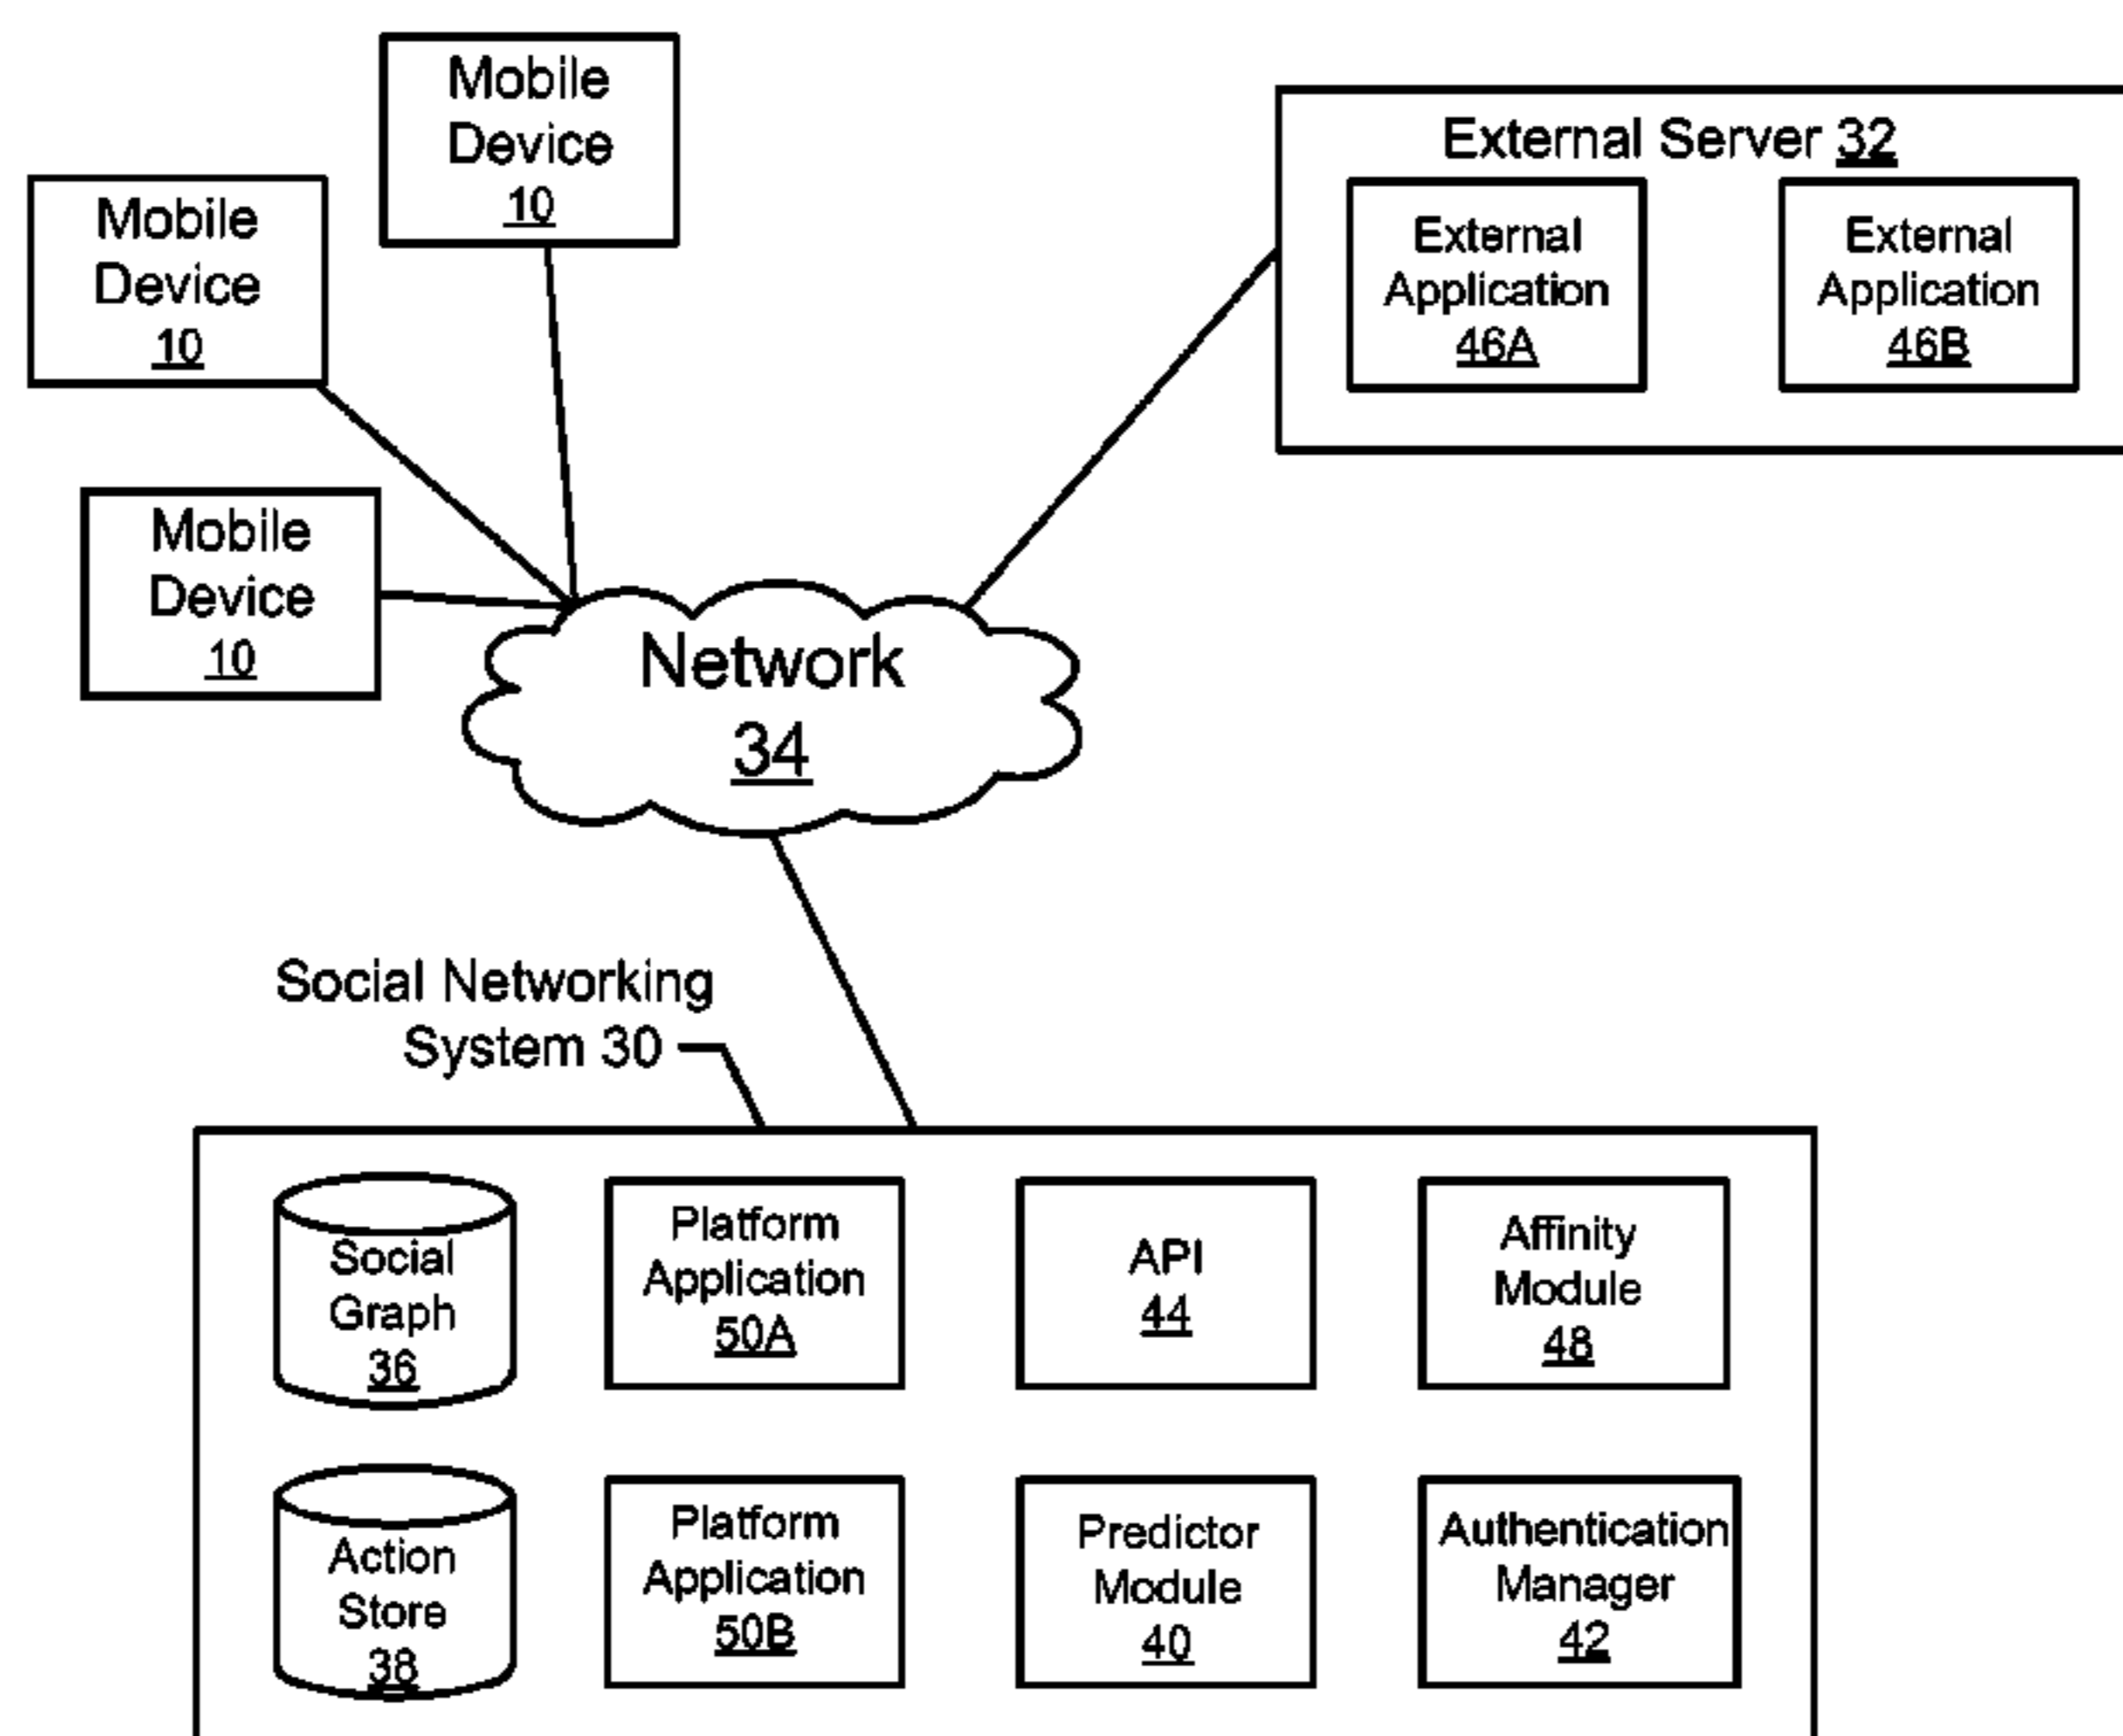 Mobile
Device
10
Mobile
Device
10
Mobile
Device
10
External Server 32
External
Application
46A
External
Application
46B
Network
34
Social Networking
System 30
Social
Graph
36
Platform
Application
50A
API
44
Affinity
Module
48
Action
Store
38
Platform
Application
50B
Predictor
Module
40
Authentication
Manager
42